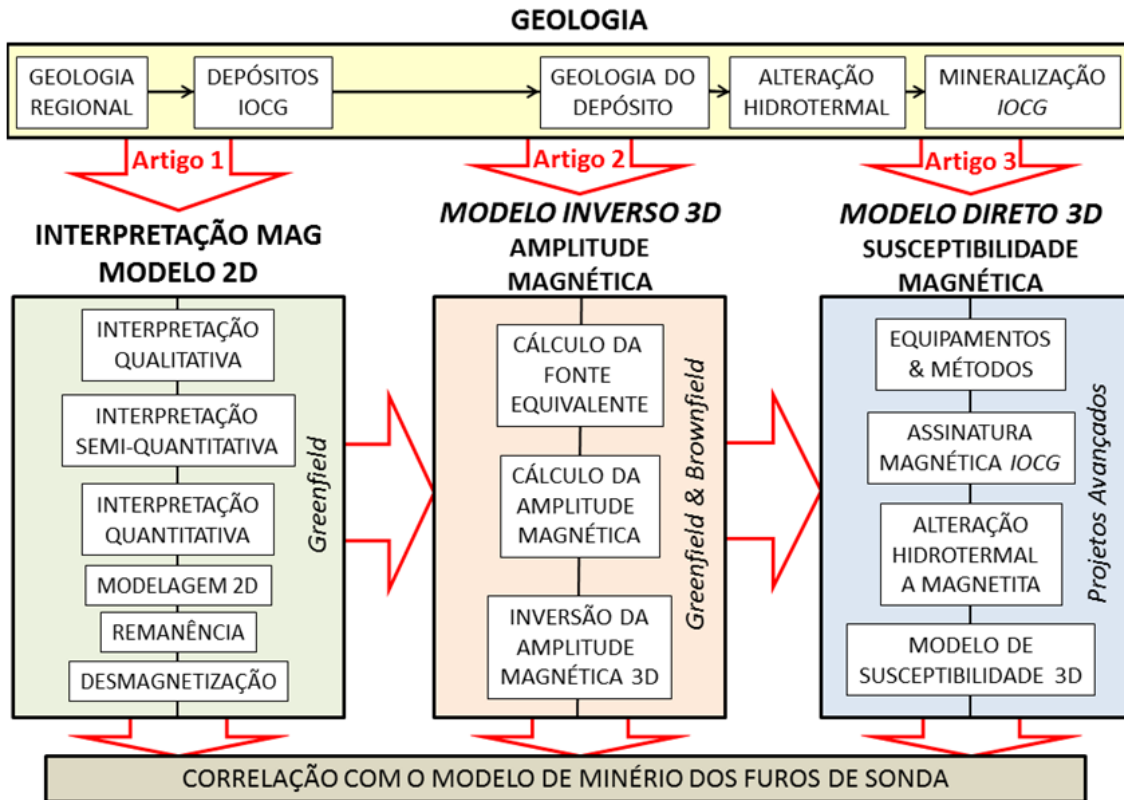 GEOLOGIA
GEOLOGIA
REGIONAL
DEPÓSITOS
IOCG
GEOLOGIA DO
DEPÓSITO
ALTERAÇÃO
HIDROTERMAL
MINERALIZAÇÃO
IOCG
Artigo 1
Artigo 2
Artigo 3
INTERPRETAÇÃO MAG
MODELO 2D
INTERPRETAÇÃO
QUALITATIVA
INTERPRETAÇÃO
SEMI-QUANTITATIVA
INTERPRETAÇÃO
QUANTITATIVA
MODELAGEM 2D
REMANÊNCIA
DESMAGNETIZAÇÃO
Greenfield
MODELO INVERSO 3D
AMPLITUDE
MAGNÉTICA
CÁLCULO DA
FONTE
EQUIVALENTE
CÁLCULO DA
AMPLITUDE
MAGNÉTICA
INVERSÃO DA
AMPLITUDE
MAGNÉTICA 3D
Greenfield & Brownfield
MODELO DIRETO 3D
SUSCEPTIBILIDADE
MAGNÉTICA
EQUIPAMENTOS
& MÉTODOS
ASSINATURA
MAGNÉTICA IOCG
ALTERAÇÃO
HIDROTERMAL
A MAGNETITA
MODELO DE
SUSCEPTIBILIDADE 3D
Projetos Avançados
CORRELAÇÃO COM O MODELO DE MINÉRIO DOS FUROS DE SONDA